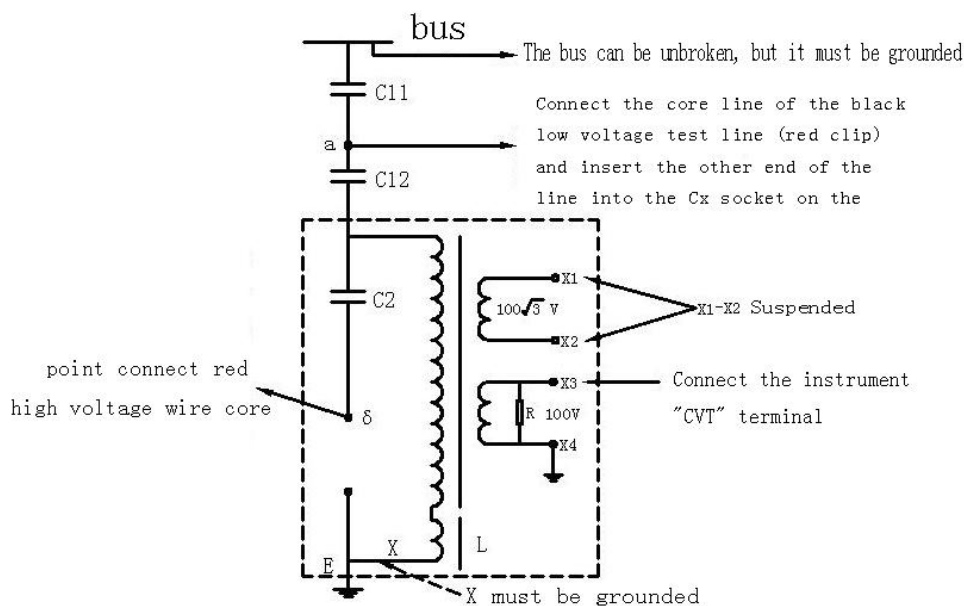 bus
The bus can be unbroken, but it must be grounded
C11
Connect the core line of the black
low voltage test line (red clip)
and insert the other end of the
line into the Cx socket on the
a
C12
X1
C2
100√3 V
X1-X2 Suspended
X2
point connect red
high voltage wire core
δ
X3
Connect the instrument
"CVT" terminal
R 100V
X4
X
L
E
X must be grounded